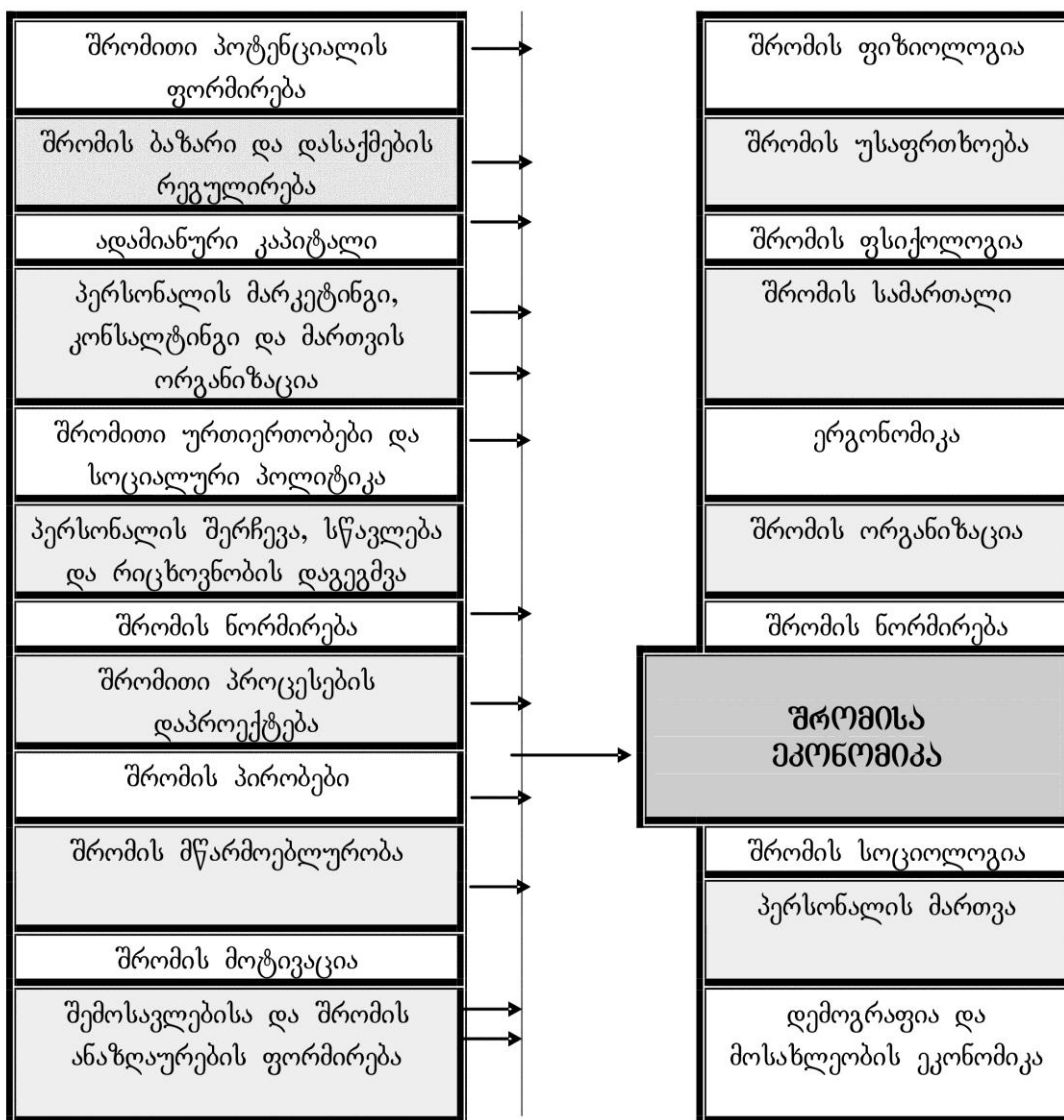 შრომითი პოტენციალის
ფორმირება
შრომის ბაზარი და დასაქმების
რეგულირება
ადამიანური კაპიტალი
პერსონალის მარკეტინგი,
კონსალტინგი და მართვის
ორგანიზაცია
შრომითი ურთიერთობები და
სოციალური პოლიტიკა
პერსონალის შერჩევა, სწავლება
და რიცხოვნობის დაგეგმვა
შრომის ნორმირება
შრომითი პროცესების
დაპროექტება
შრომის პირობები
შრომის მწარმოებლურობა
შრომის მოტივაცია
შემოსავლებისა და შრომის
ანაზღაურების ფორმირება
შრომის ფიზიოლოგია
შრომის უსაფრთხოება
შრომის ფსიქოლოგია
შრომის სამართალი
ერგონომიკა
შრომის ორგანიზაცია
შრომის ნორმირება
შრომისა
ეკონომიკა
შრომის სოციოლოგია
პერსონალის მართვა
დემოგრაფია და
მოსახლეობის ეკონომიკა